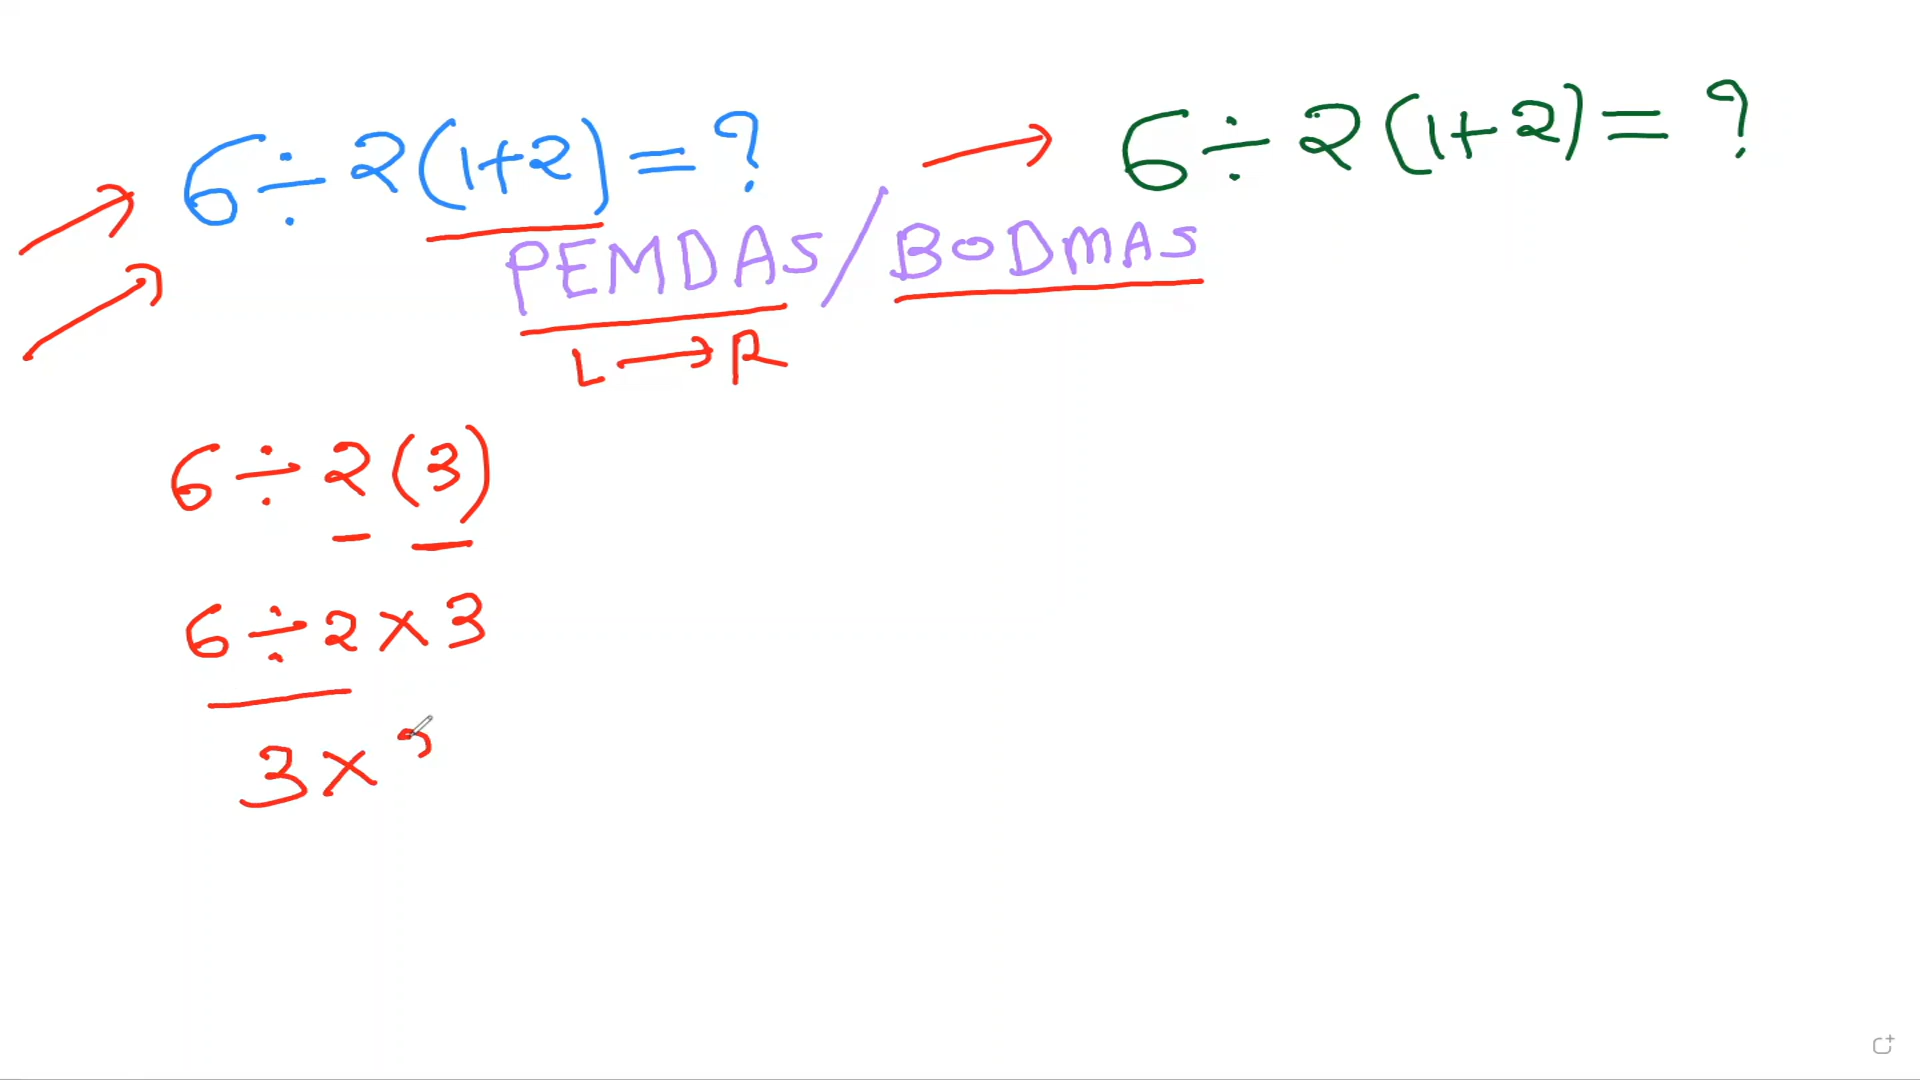 6÷2(1+2)=?
6÷2(1+2)=?
PEMDAS/BODMAS
L→R
6÷2(3)
6÷2×3
3×